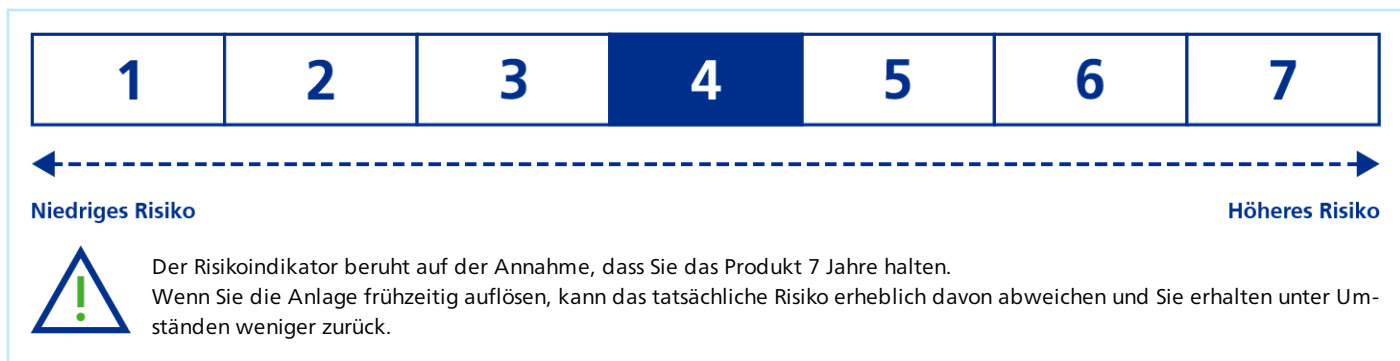 1 2 3 4 5 6 7
Niedriges Risiko Höheres Risiko
Der Risikoindikator beruht auf der Annahme, dass Sie das Produkt 7 Jahre halten.
Wenn Sie die Anlage frühzeitig auflösen, kann das tatsächliche Risiko erheblich davon abweichen und Sie erhalten unter Um-
ständen weniger zurück.